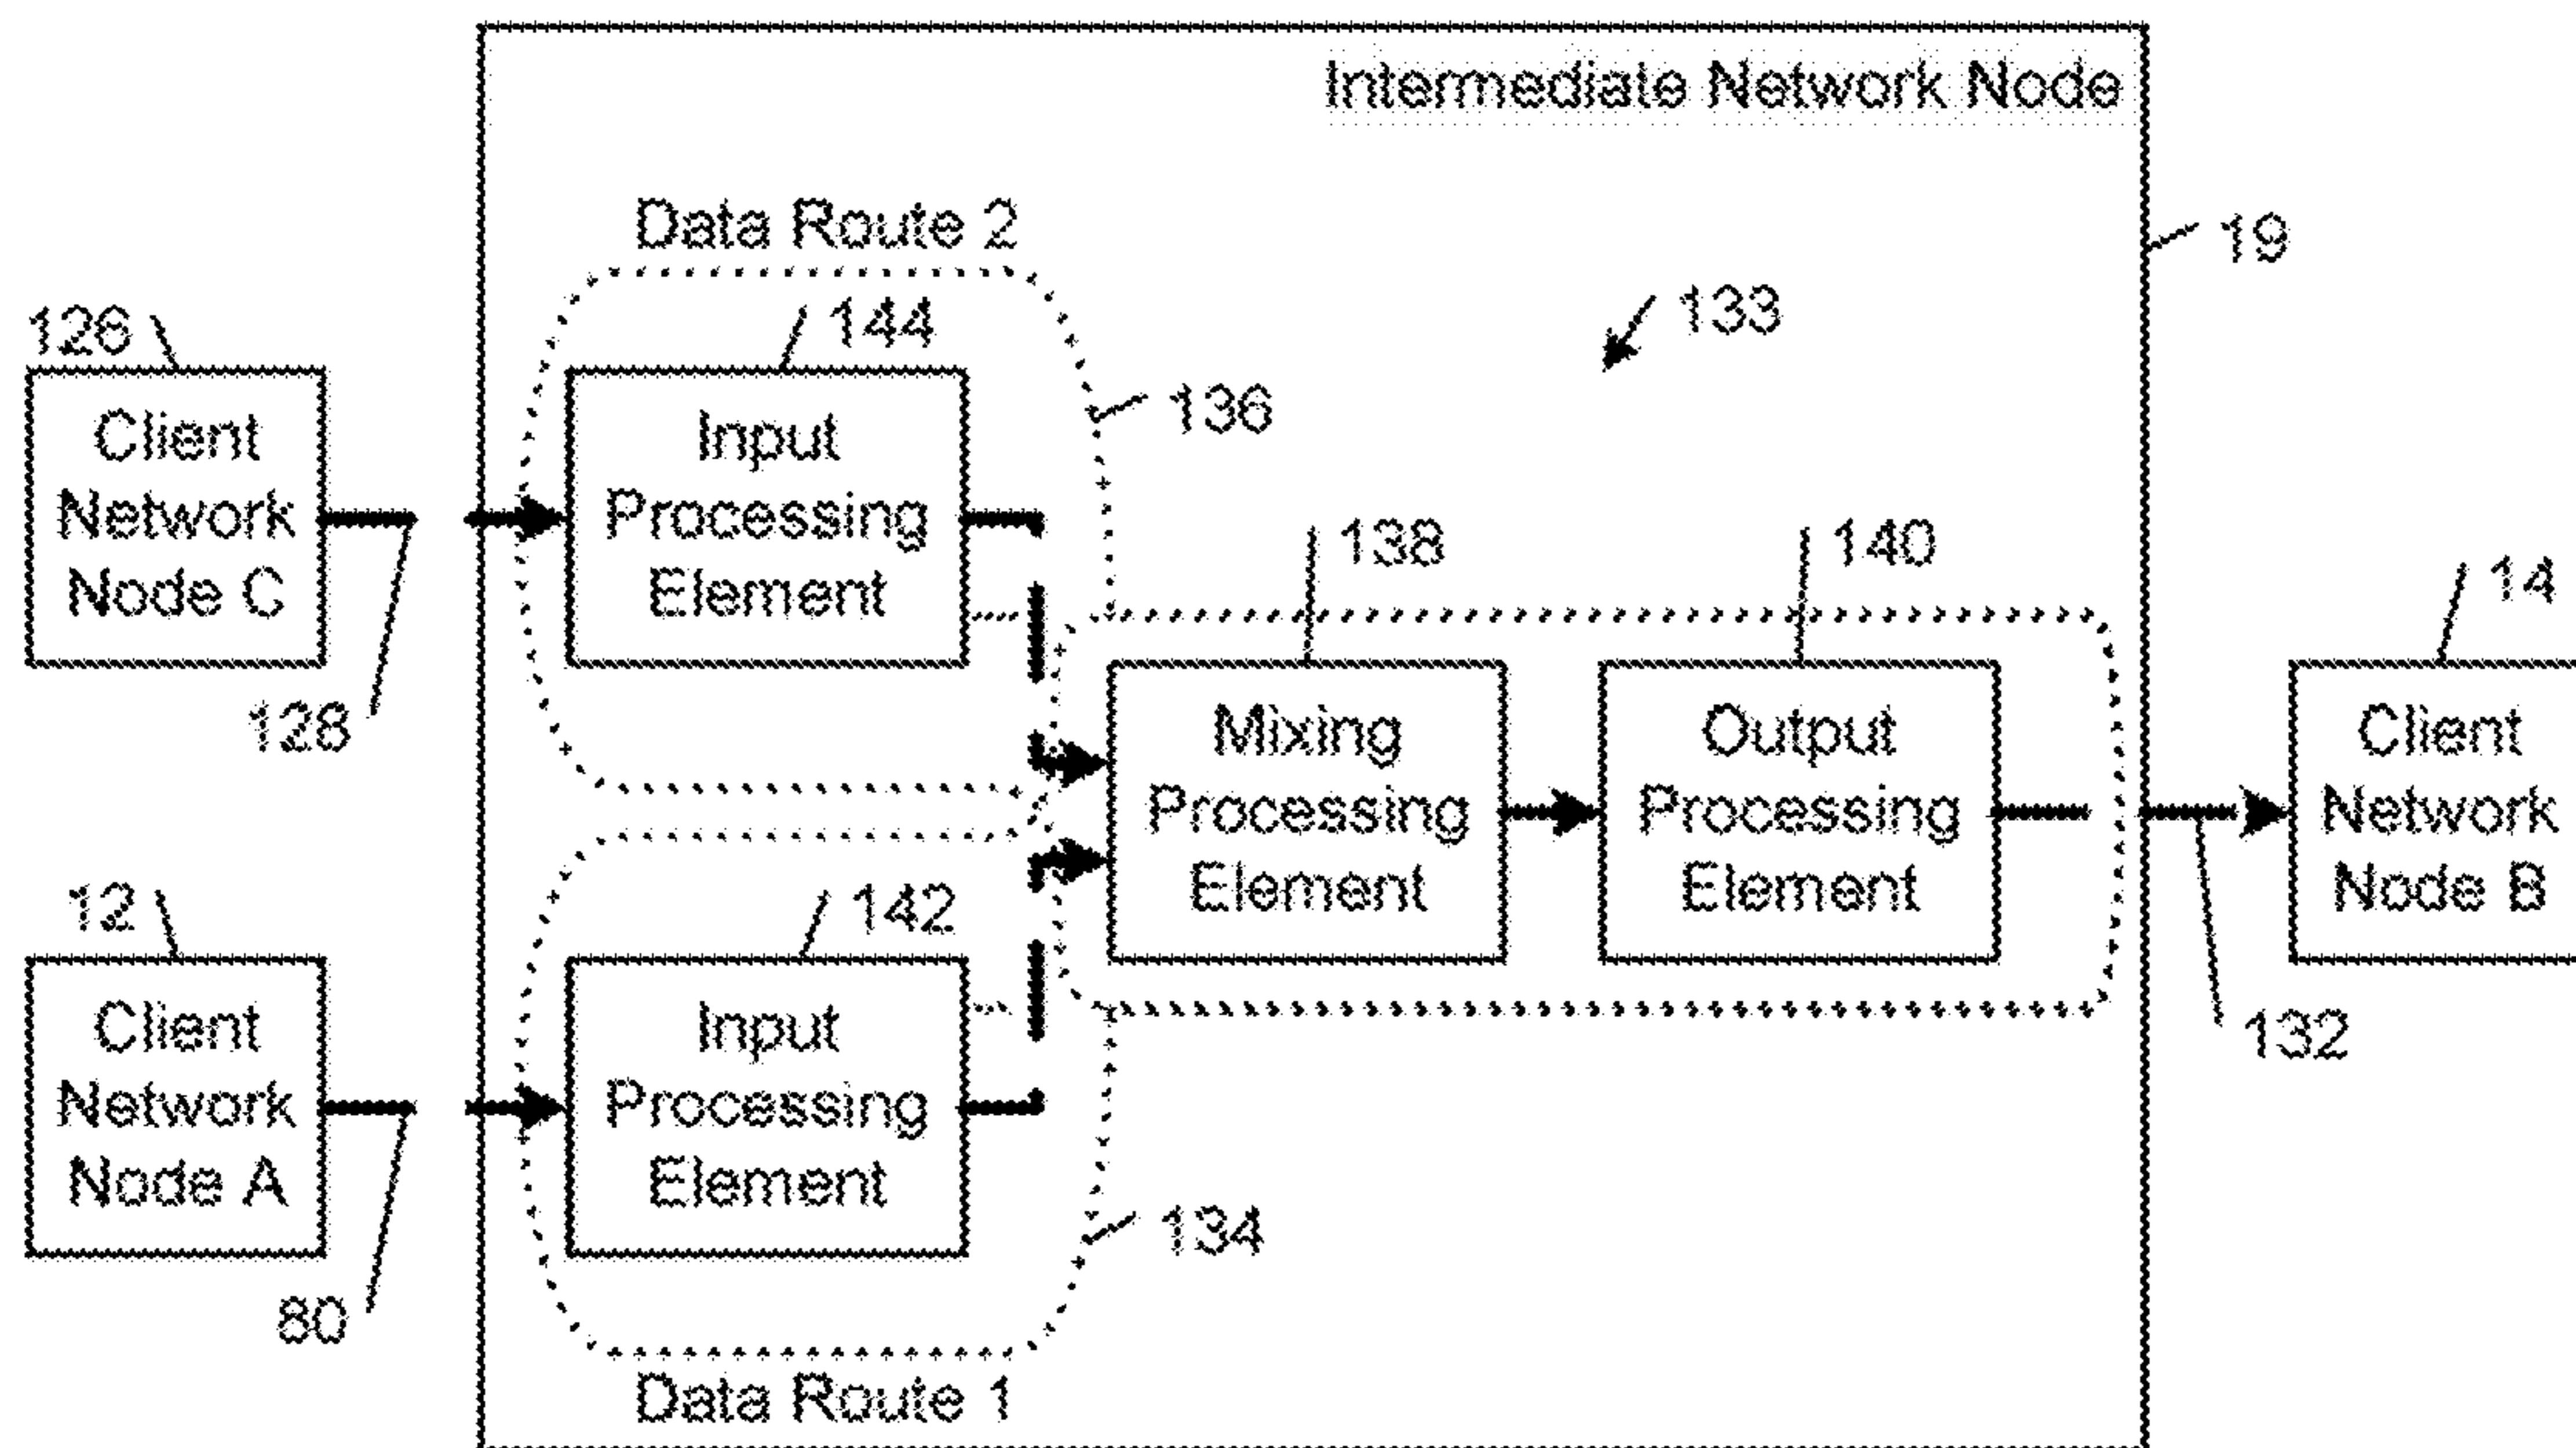 Intermediate Network Node
19
Data Route 2
133
126
144
136
Client
Network
Node C
Input
Processing
Element
128
138
140
14
Mixing
Processing
Element
Output
Processing
Element
Client
Network
Node B
12
142
132
Client
Network
Node A
Input
Processing
Element
134
80
Data Route 1